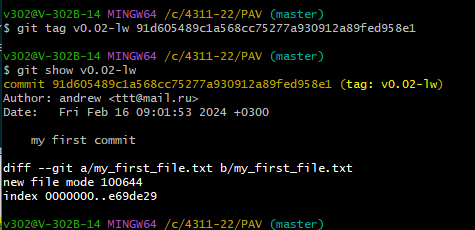 v302@V-302B-14 MINGW64 /c/4311-22/PAV (master)
$ git tag v0.02-lw 91d605489c1a568cc75277a930912a89fed958e1

v302@V-302B-14 MINGW64 /c/4311-22/PAV (master)
$ git show v0.02-lw
commit 91d605489c1a568cc75277a930912a89fed958e1 (tag: v0.02-lw)
Author: andrew <ttt@mail.ru>
Date:   Fri Feb 16 09:01:53 2024 +0300

    my first commit

diff --git a/my_first_file.txt b/my_first_file.txt
new file mode 100644
index 0000000..e69de29

v302@V-302B-14 MINGW64 /c/4311-22/PAV (master)